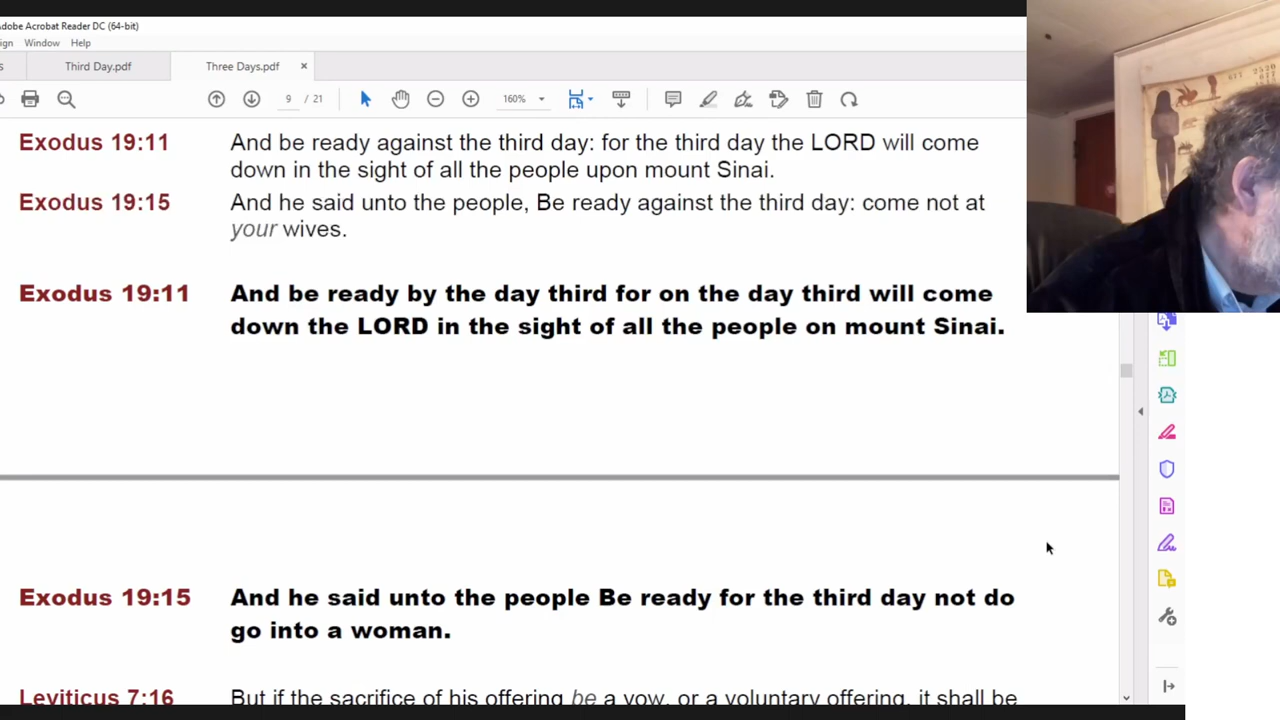 Adobe Acrobat Reader DC (64-bit)
Window Help
Third Day.pdf Three Days.pdf ×
9 / 21 160%
Exodus 19:11 And be ready against the third day: for the third day the LORD will come
down in the sight of all the people upon mount Sinai.
Exodus 19:15 And he said unto the people, Be ready against the third day: come not at
your wives.
Exodus 19:11 And be ready by the day third for on the day third will come
down the LORD in the sight of all the people on mount Sinai.
Exodus 19:15 And he said unto the people Be ready for the third day not do
go into a woman.
Leviticus 7:16 But if the sacrifice of his offering be a vow, or a voluntary offering, it shall be